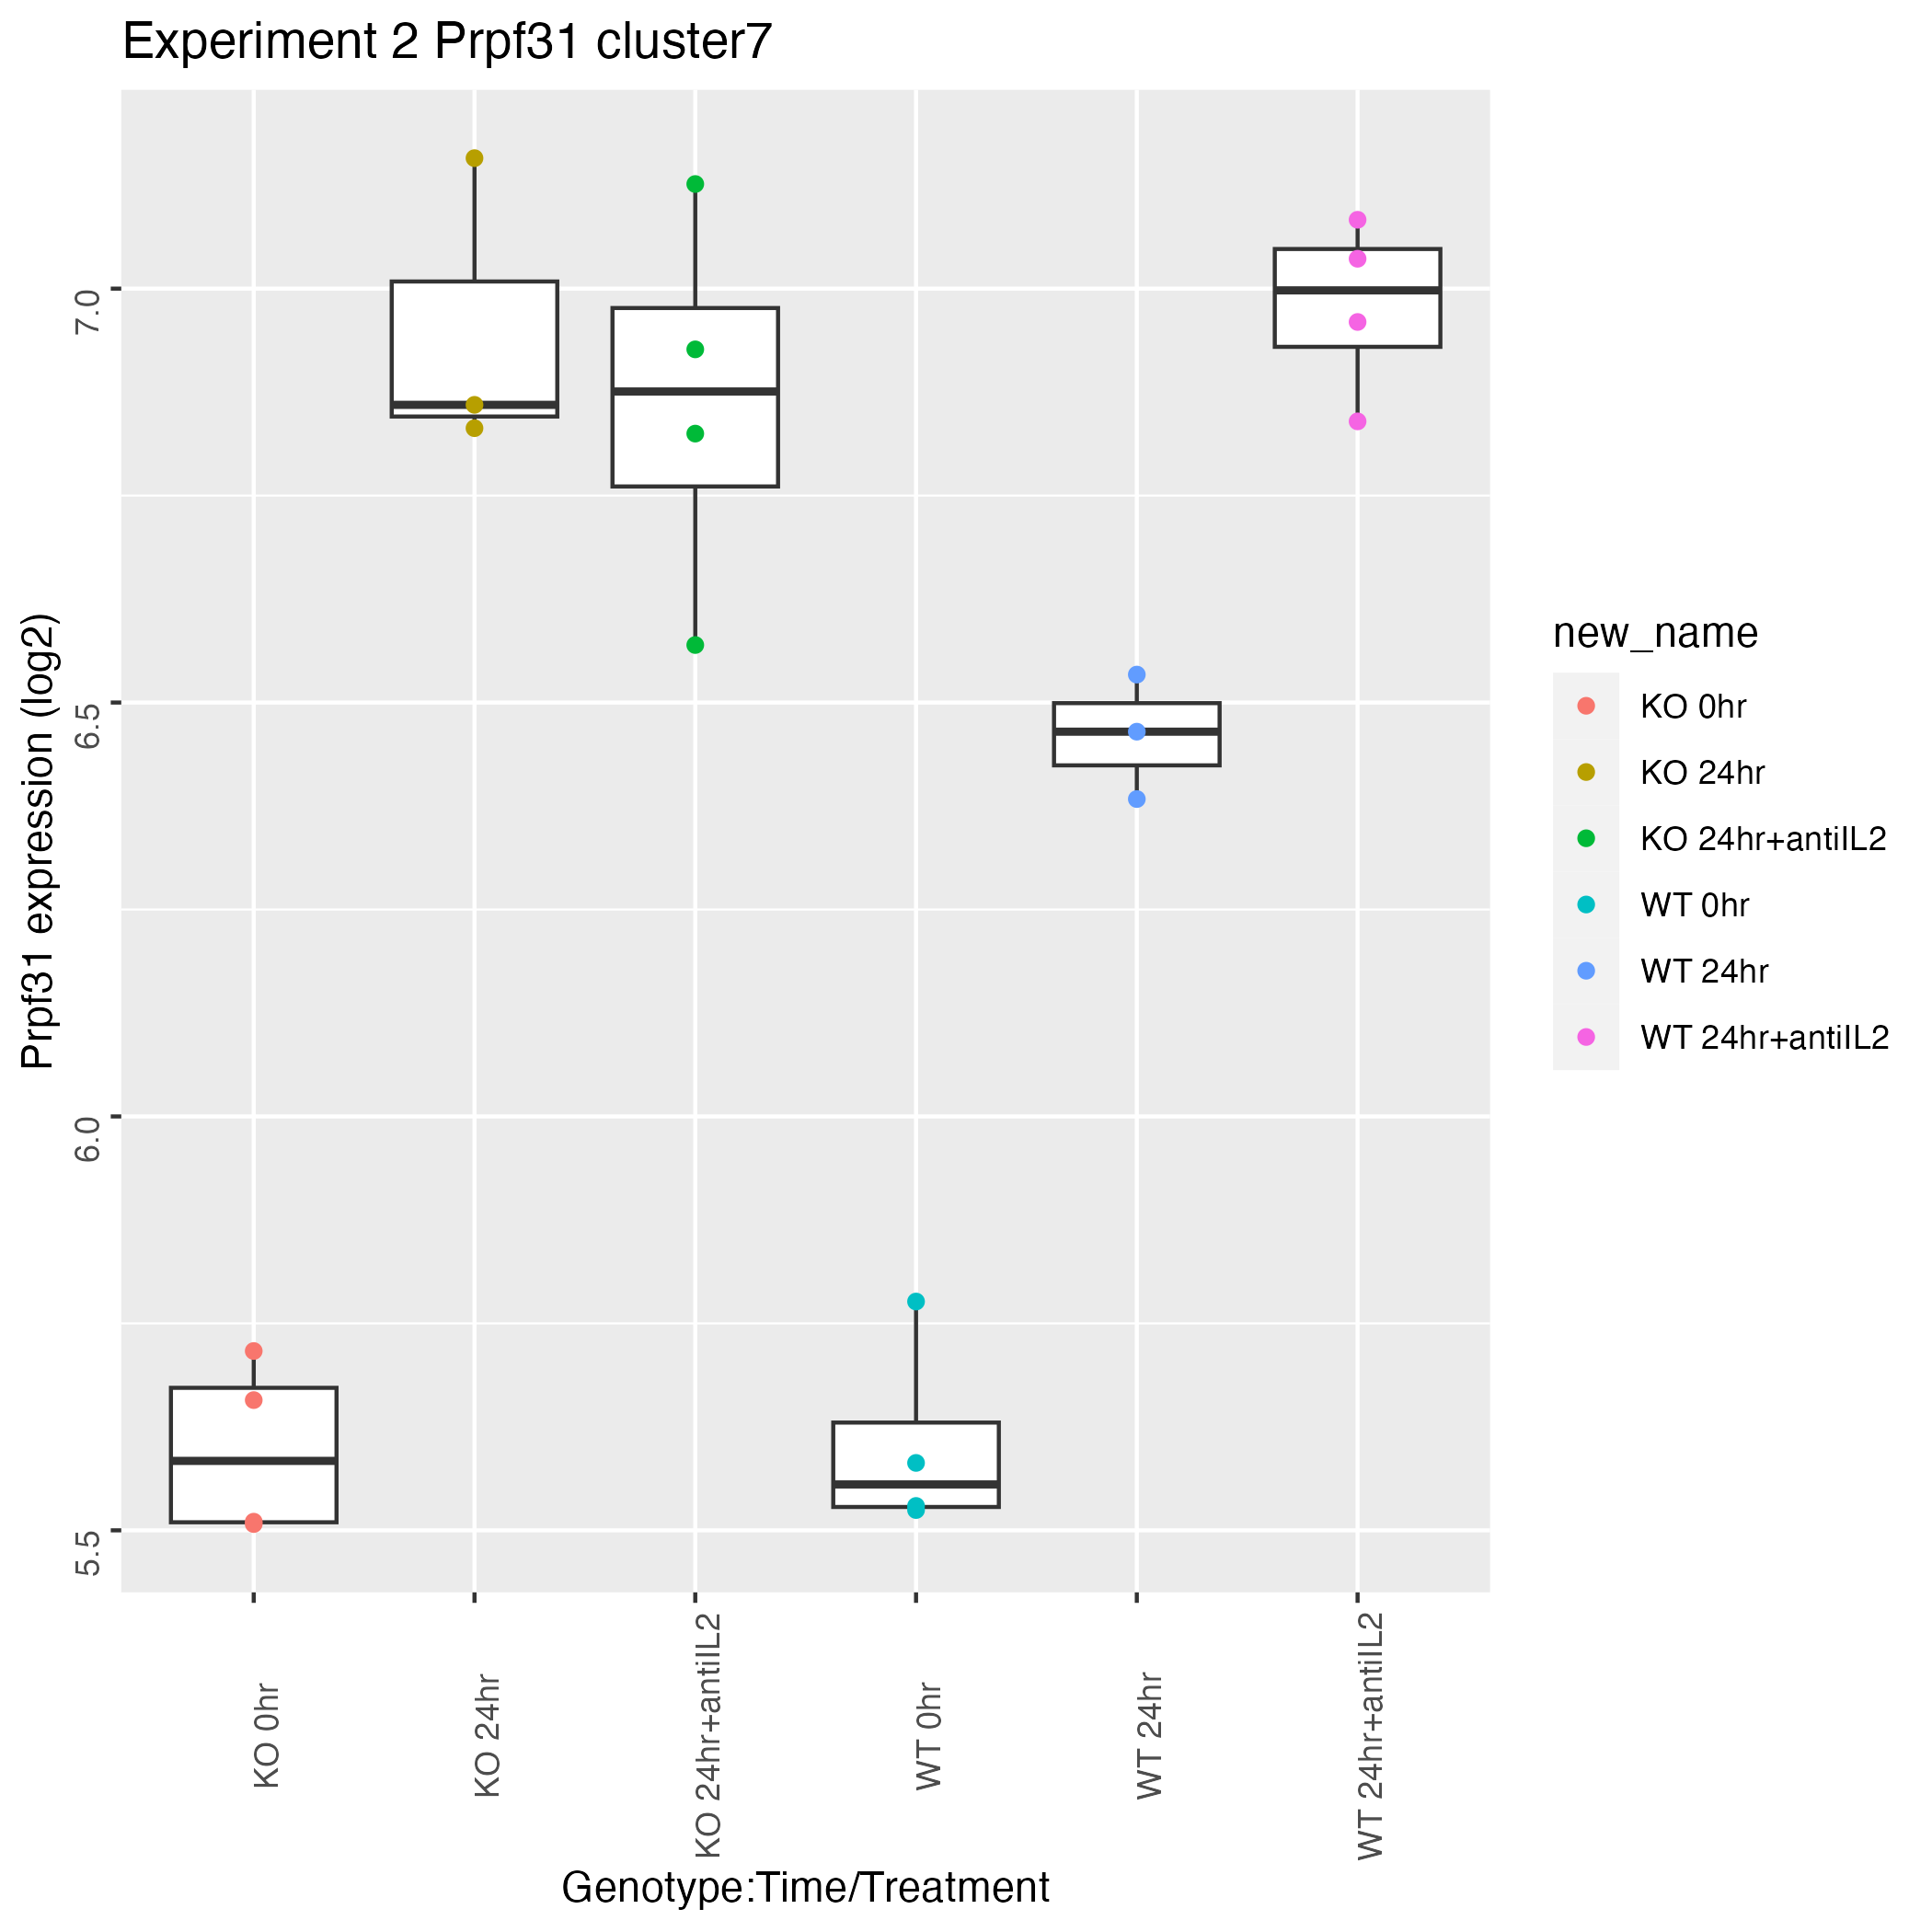 Experiment 2 Prpf31 cluster7
Prpf31 expression (log2)
7.0
6.5
6.0
5.5
KO 0hr
KO 24hr
KO 24hr+antiIL2
WT 0hr
WT 24hr
WT 24hr+antiIL2
Genotype:Time/Treatment
new_name
KO 0hr
KO 24hr
KO 24hr+antiIL2
WT 0hr
WT 24hr
WT 24hr+antiIL2